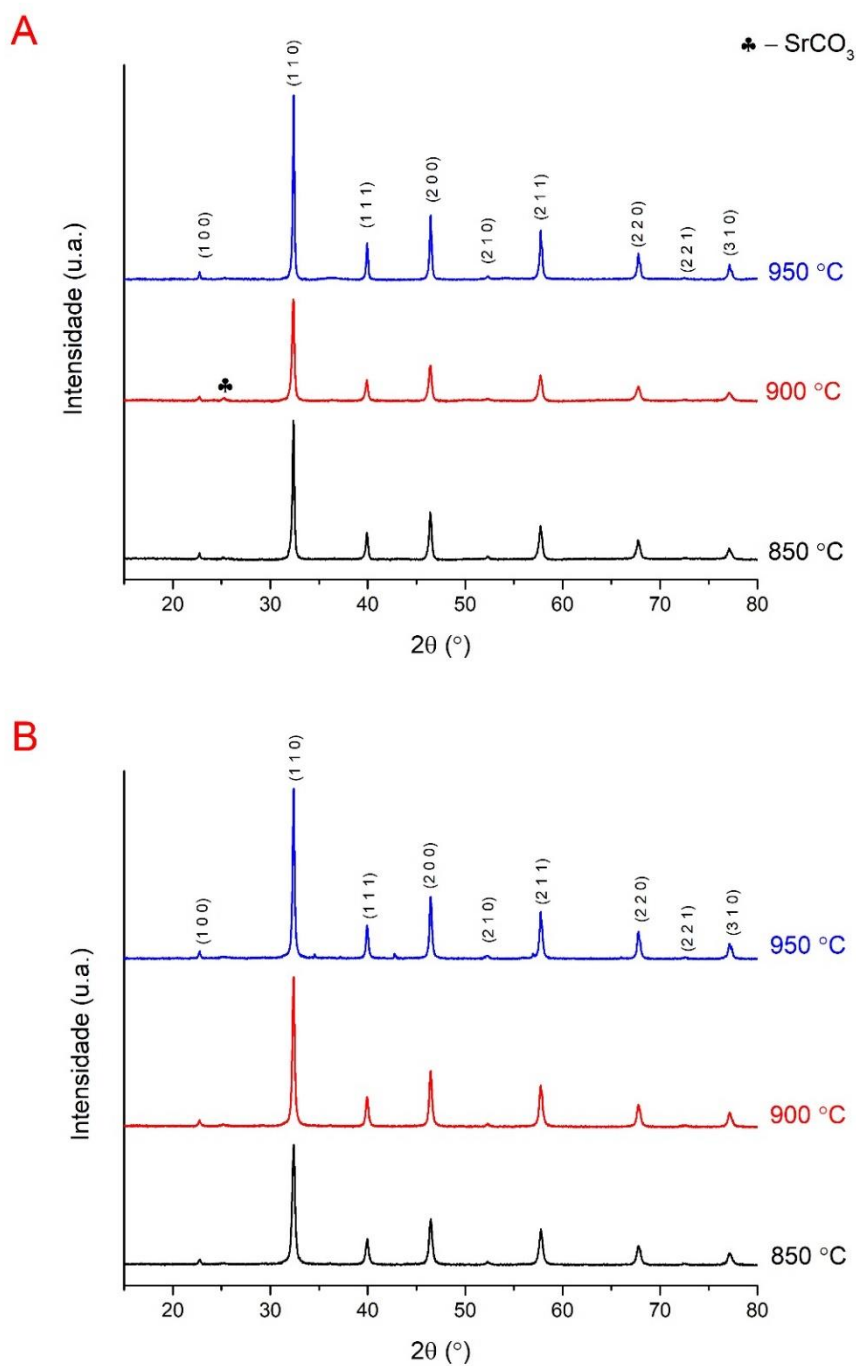 A
♣ – SrCO₃
(1 0 0)
(1 1 0)
(1 1 1)
(2 0 0)
(2 1 0)
(2 1 1)
(2 2 0)
(2 2 1)
(3 1 0)
950 °C
♣
900 °C
850 °C
Intensidade (u.a.)
20 30 40 50 60 70 80
2θ (°)
B
(1 0 0)
(1 1 0)
(1 1 1)
(2 0 0)
(2 1 0)
(2 1 1)
(2 2 0)
(2 2 1)
(3 1 0)
950 °C
900 °C
850 °C
Intensidade (u.a.)
20 30 40 50 60 70 80
2θ (°)